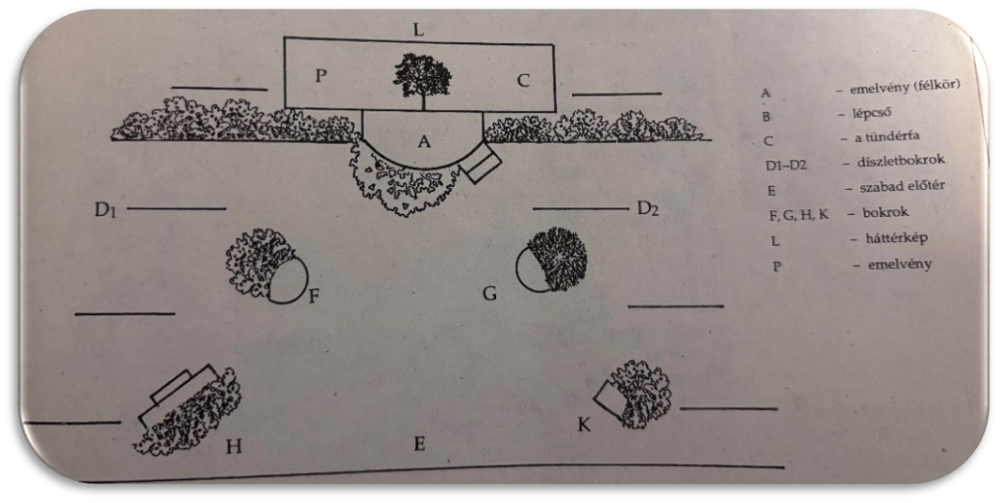 L
P
C
A
D1
D2
F
G
H
E
K
A – emelvény (félkör)
B – lépcső
C – a tündérfa
D1–D2 – díszletbokrok
E – szabad előtér
F, G, H, K – bokrok
L – háttérkép
P – emelvény